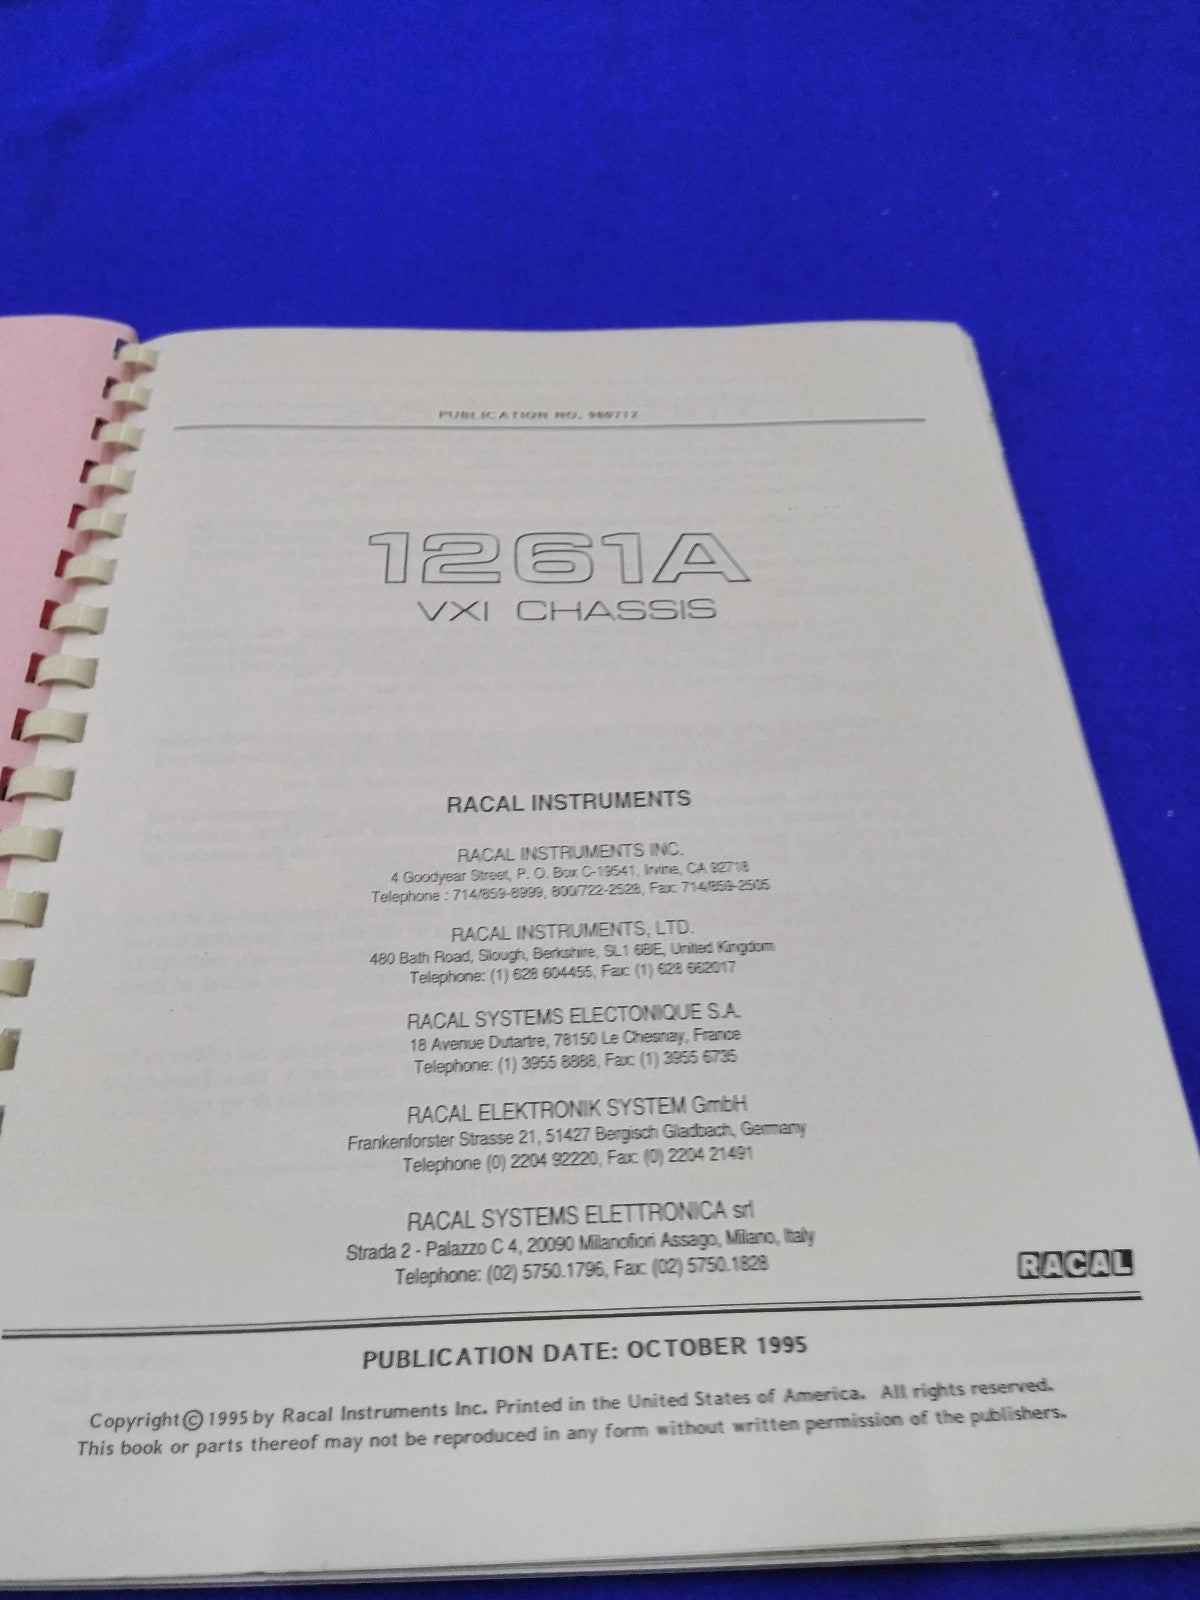 PUBLICATION NO. 980712
1261A
VXI CHASSIS
RACAL INSTRUMENTS
RACAL INSTRUMENTS INC.
4 Goodyear Street, P. O. Box C-19541, Irvine, CA 92718
Telephone : 714/859-8999, 800/722-2528, Fax: 714/859-2505
RACAL INSTRUMENTS, LTD.
480 Bath Road, Slough, Berkshire, SL1 6BE, United Kingdom
Telephone: (1) 628 604455, Fax: (1) 628 662017
RACAL SYSTEMS ELECTONIQUE S.A.
18 Avenue Dutartre, 78150 Le Chesnay, France
Telephone: (1) 3955 8888, Fax: (1) 3955 6735
RACAL ELEKTRONIK SYSTEM GmbH
Frankenforster Strasse 21, 51427 Bergisch Gladbach, Germany
Telephone (0) 2204 92220, Fax: (0) 2204 21491
RACAL SYSTEMS ELETTRONICA srl
Strada 2 - Palazzo C 4, 20090 Milanofiori Assago, Milano, Italy
Telephone: (02) 5750.1796, Fax: (02) 5750.1828
RACAL
PUBLICATION DATE: OCTOBER 1995
Copyright © 1995 by Racal Instruments Inc. Printed in the United States of America. All rights reserved.
This book or parts thereof may not be reproduced in any form without written permission of the publishers.